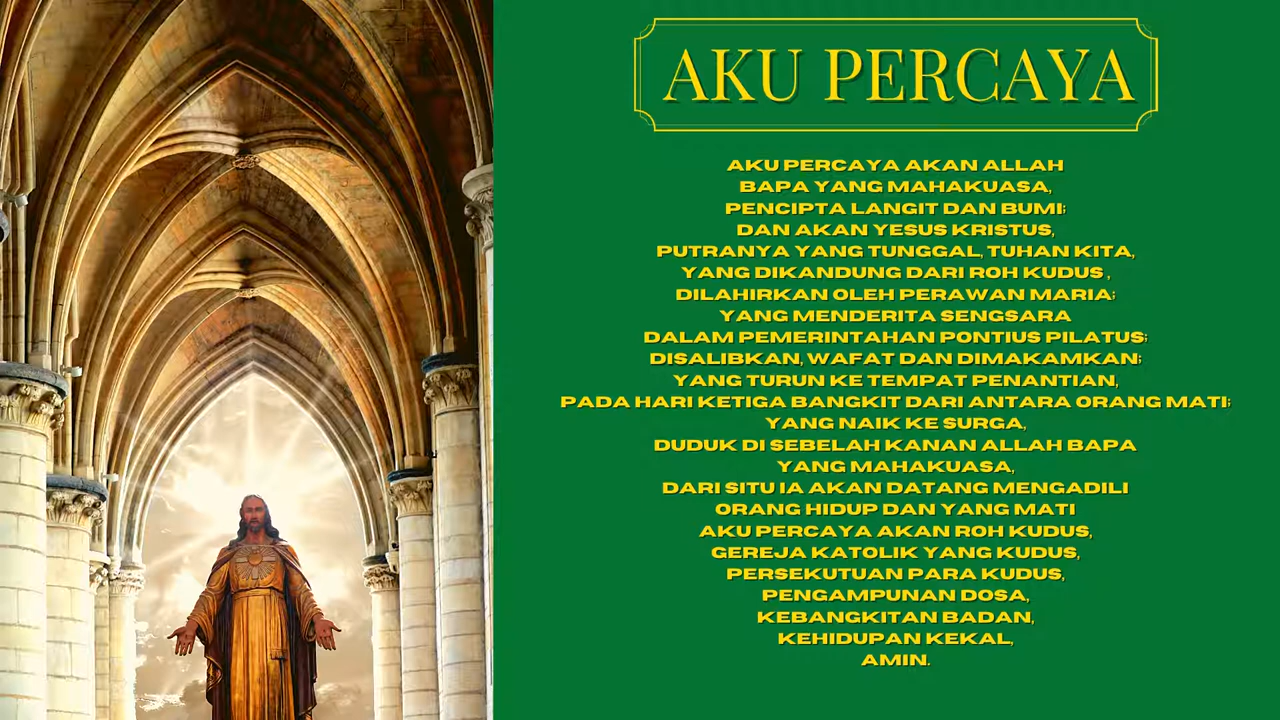 AKU PERCAYA
AKU PERCAYA AKAN ALLAH
BAPA YANG MAHAKUASA,
PENCIPTA LANGIT DAN BUMI;
DAN AKAN YESUS KRISTUS,
PUTRANYA YANG TUNGGAL, TUHAN KITA,
YANG DIKANDUNG DARI ROH KUDUS ,
DILAHIRKAN OLEH PERAWAN MARIA;
YANG MENDERITA SENGSARA
DALAM PEMERINTAHAN PONTIUS PILATUS;
DISALIBKAN, WAFAT DAN DIMAKAMKAN;
YANG TURUN KE TEMPAT PENANTIAN,
PADA HARI KETIGA BANGKIT DARI ANTARA ORANG MATI;
YANG NAIK KE SURGA,
DUDUK DI SEBELAH KANAN ALLAH BAPA
YANG MAHAKUASA,
DARI SITU IA AKAN DATANG MENGADILI
ORANG HIDUP DAN YANG MATI
AKU PERCAYA AKAN ROH KUDUS,
GEREJA KATOLIK YANG KUDUS,
PERSEKUTUAN PARA KUDUS,
PENGAMPUNAN DOSA,
KEBANGKITAN BADAN,
KEHIDUPAN KEKAL,
AMIN.